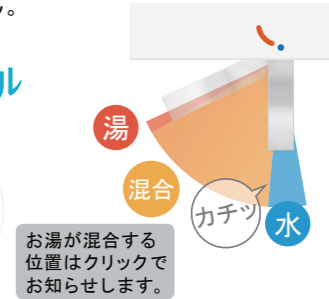 。
ル
湯
混合
カチッ
水
お湯が混合する
位置はクリックで
お知らせします。